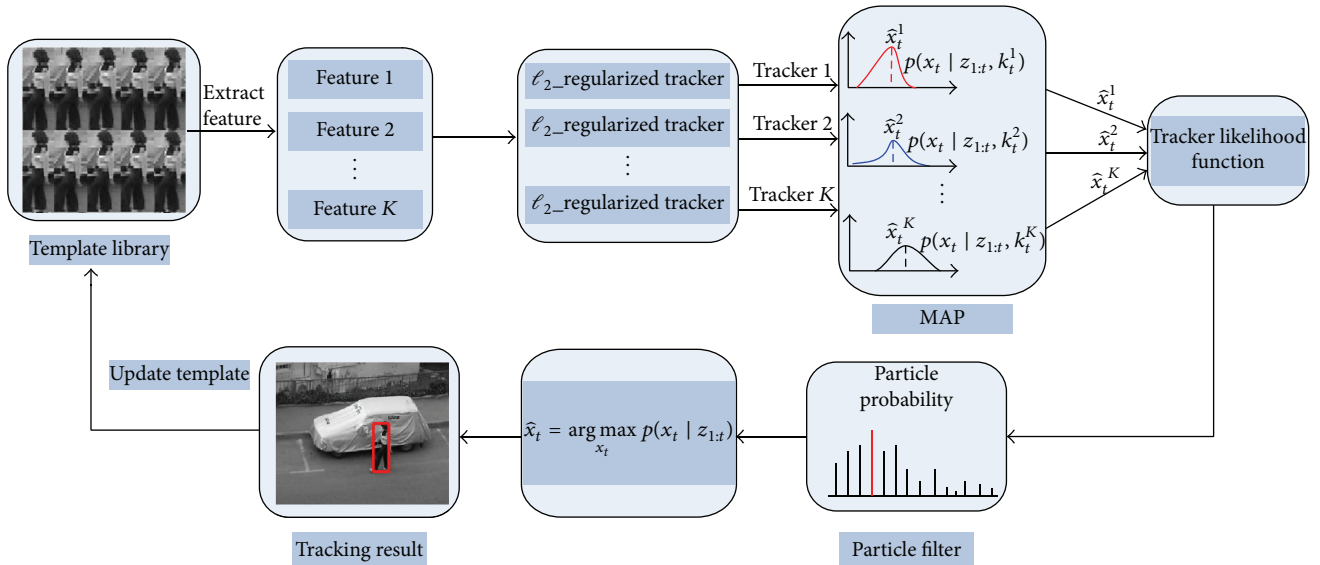 Template library
Extract
feature
Feature 1
Feature 2
⋮
Feature K
ℓ₂_regularized tracker
ℓ₂_regularized tracker
⋮
ℓ₂_regularized tracker
Tracker 1
Tracker 2
Tracker K
x̂ₜ¹
p(xₜ | z₁:ₜ, kₜ¹)
x̂ₜ²
p(xₜ | z₁:ₜ, kₜ²)
⋮
x̂ₜᴷ
p(xₜ | z₁:ₜ, kₜᴷ)
MAP
x̂ₜ¹
x̂ₜ²
x̂ₜᴷ
Tracker likelihood
function
Particle
probability
Particle filter
x̂ₜ = arg max p(xₜ | z₁:ₜ)
xₜ
Tracking result
Update template